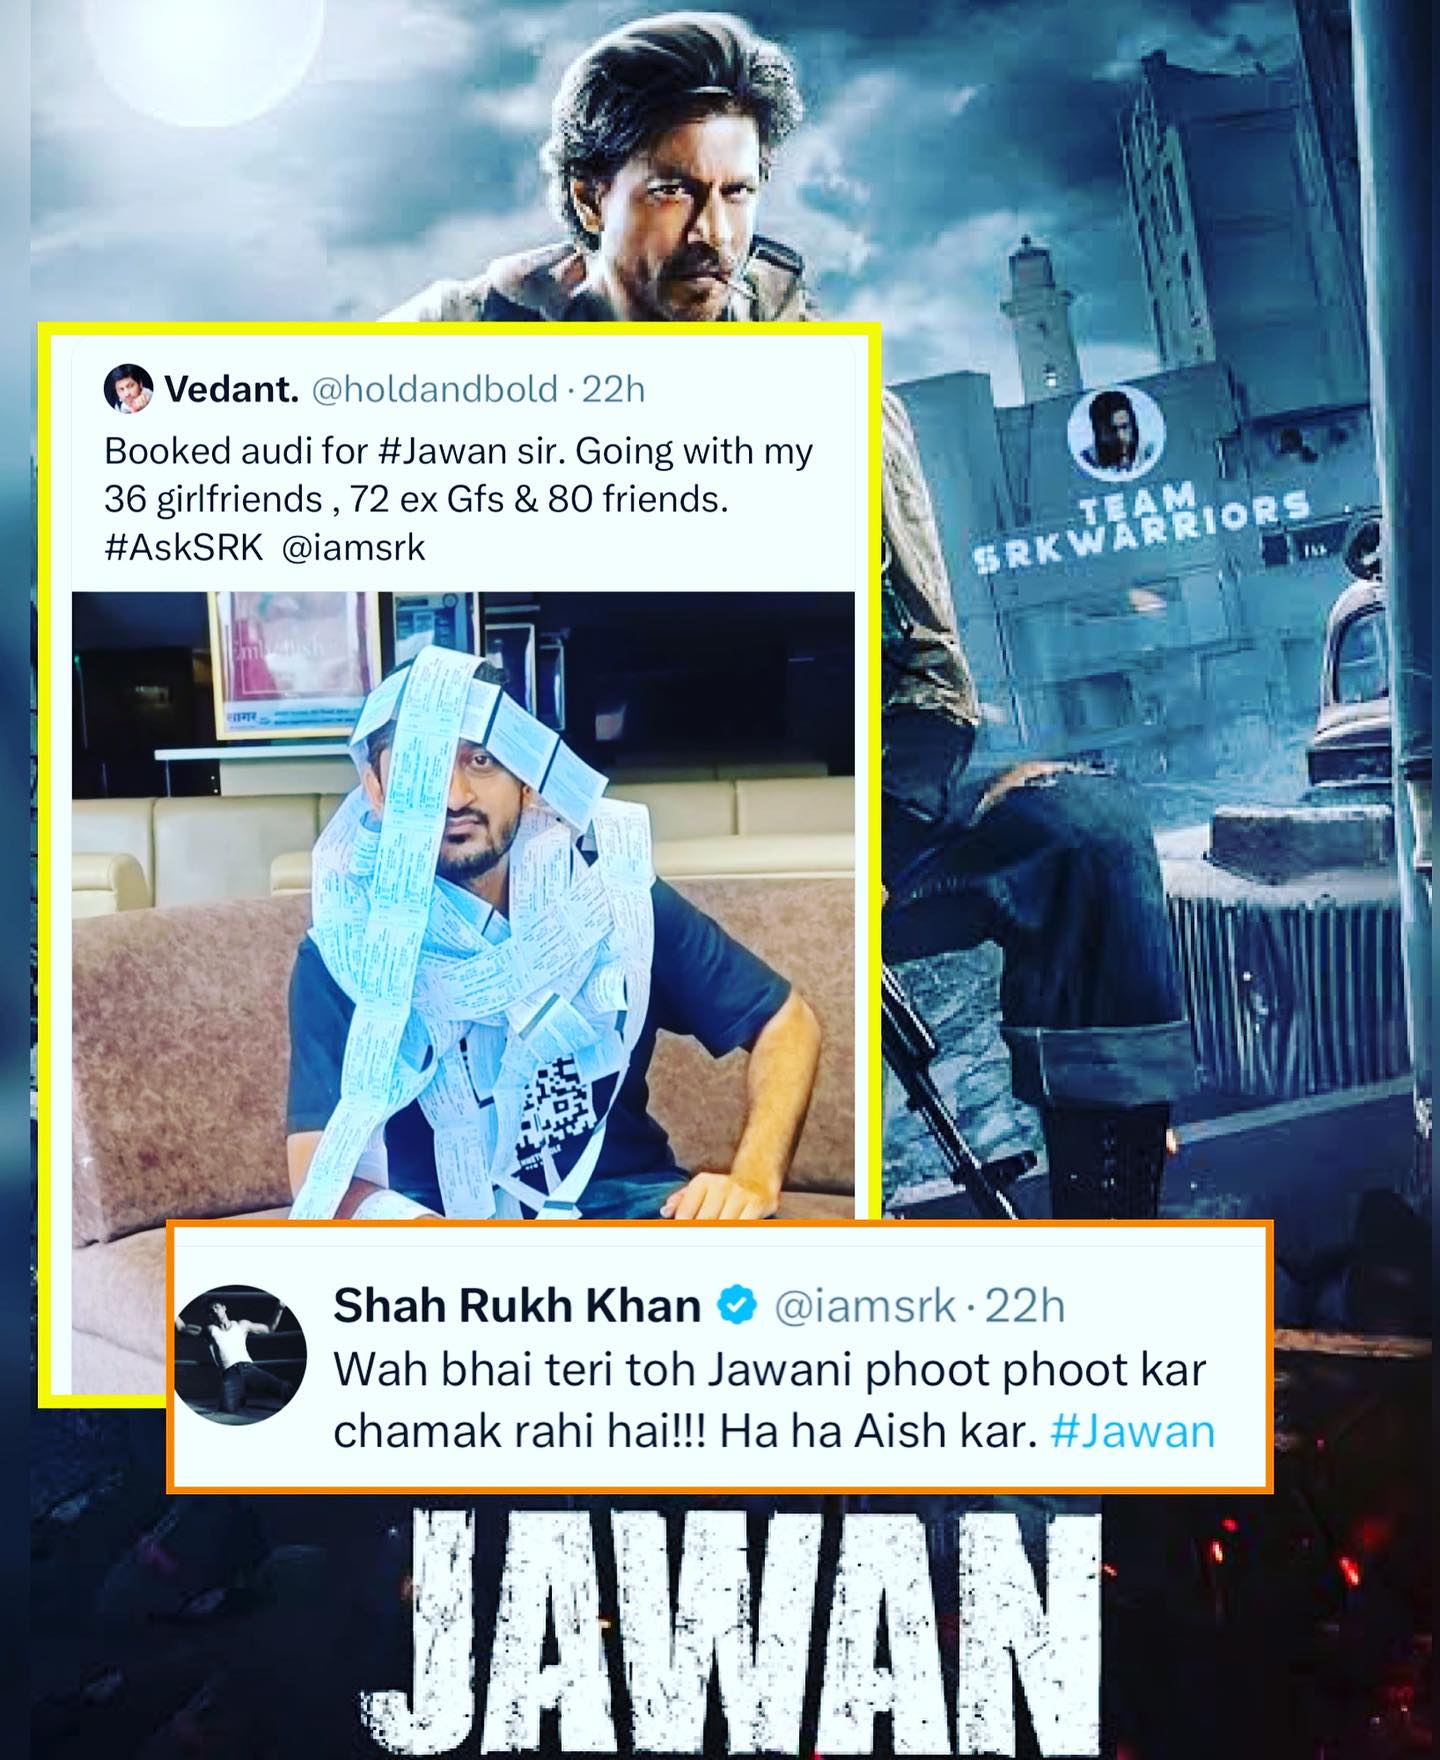 Vedant. @holdandbold · 22h
Booked audi for #Jawan sir. Going with my
36 girlfriends , 72 ex Gfs & 80 friends.
#AskSRK @iamsrk
TEAM
SRKWARRIORS
Embellish
सागर
Shah Rukh Khan @iamsrk · 22h
Wah bhai teri toh Jawani phoot phoot kar
chamak rahi hai!!! Ha ha Aish kar. #Jawan
JAWAN